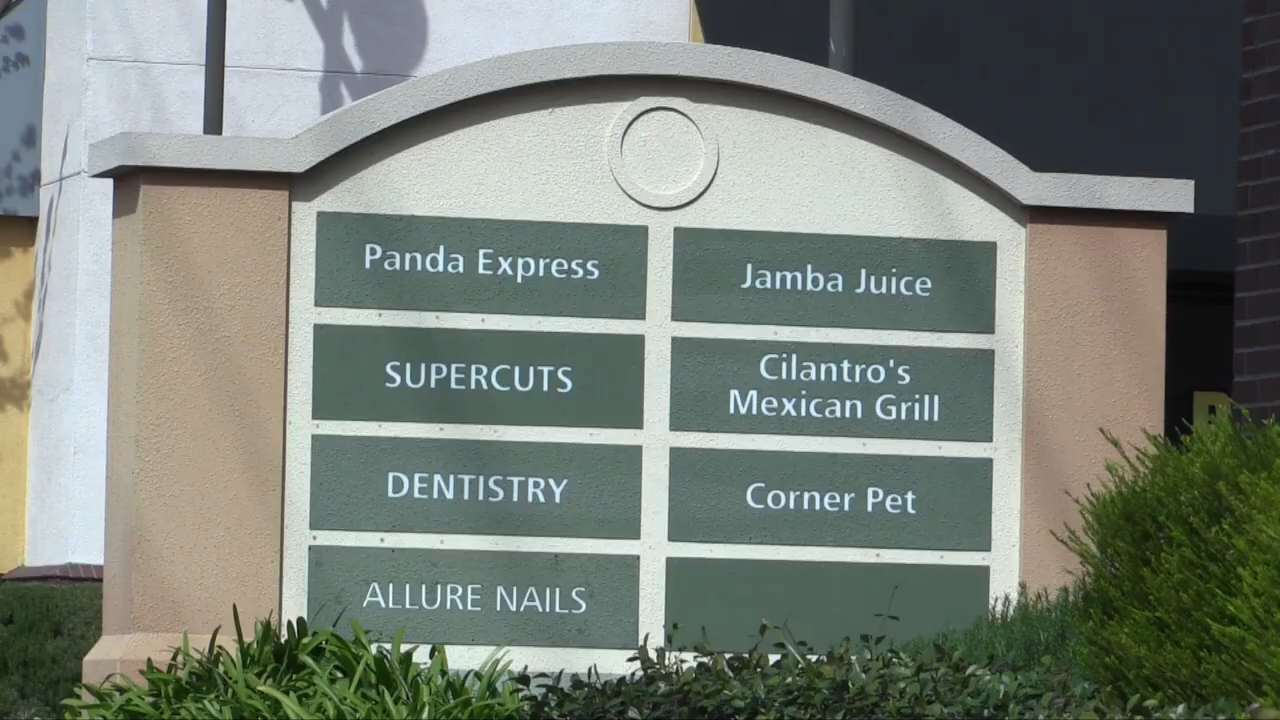 Panda Express
Jamba Juice
SUPERCUTS
Cilantro's
Mexican Grill
DENTISTRY
Corner Pet
ALLURE NAILS